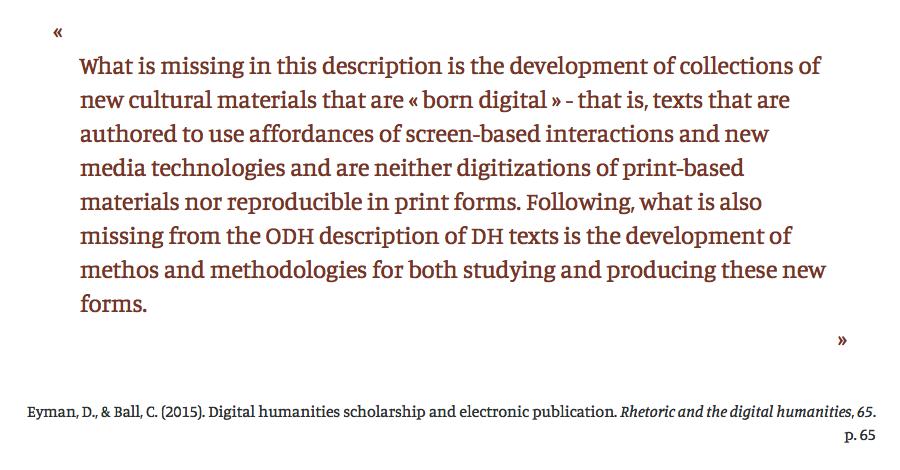 «
What is missing in this description is the development of collections of
new cultural materials that are « born digital » - that is, texts that are
authored to use affordances of screen-based interactions and new
media technologies and are neither digitizations of print-based
materials nor reproducible in print forms. Following, what is also
missing from the ODH description of DH texts is the development of
methos and methodologies for both studying and producing these new
forms.
»
Eyman, D., & Ball, C. (2015). Digital humanities scholarship and electronic publication. Rhetoric and the digital humanities, 65.
p. 65